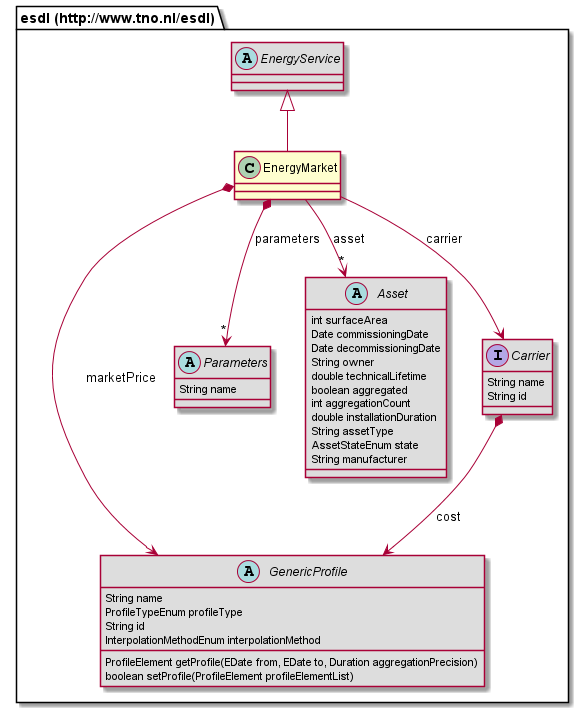 esdl (http://www.tno.nl/esdl)
A EnergyService
C EnergyMarket
parameters
asset
carrier
*
A Asset
int surfaceArea
Date commissioningDate
Date decommissioningDate
String owner
double technicalLifetime
boolean aggregated
int aggregationCount
double installationDuration
String assetType
AssetStateEnum state
String manufacturer
*
A Parameters
String name
I Carrier
String name
String id
marketPrice
cost
A GenericProfile
String name
ProfileTypeEnum profileType
String id
InterpolationMethodEnum interpolationMethod
ProfileElement getProfile(EDate from, EDate to, Duration aggregationPrecision)
boolean setProfile(ProfileElement profileElementList)